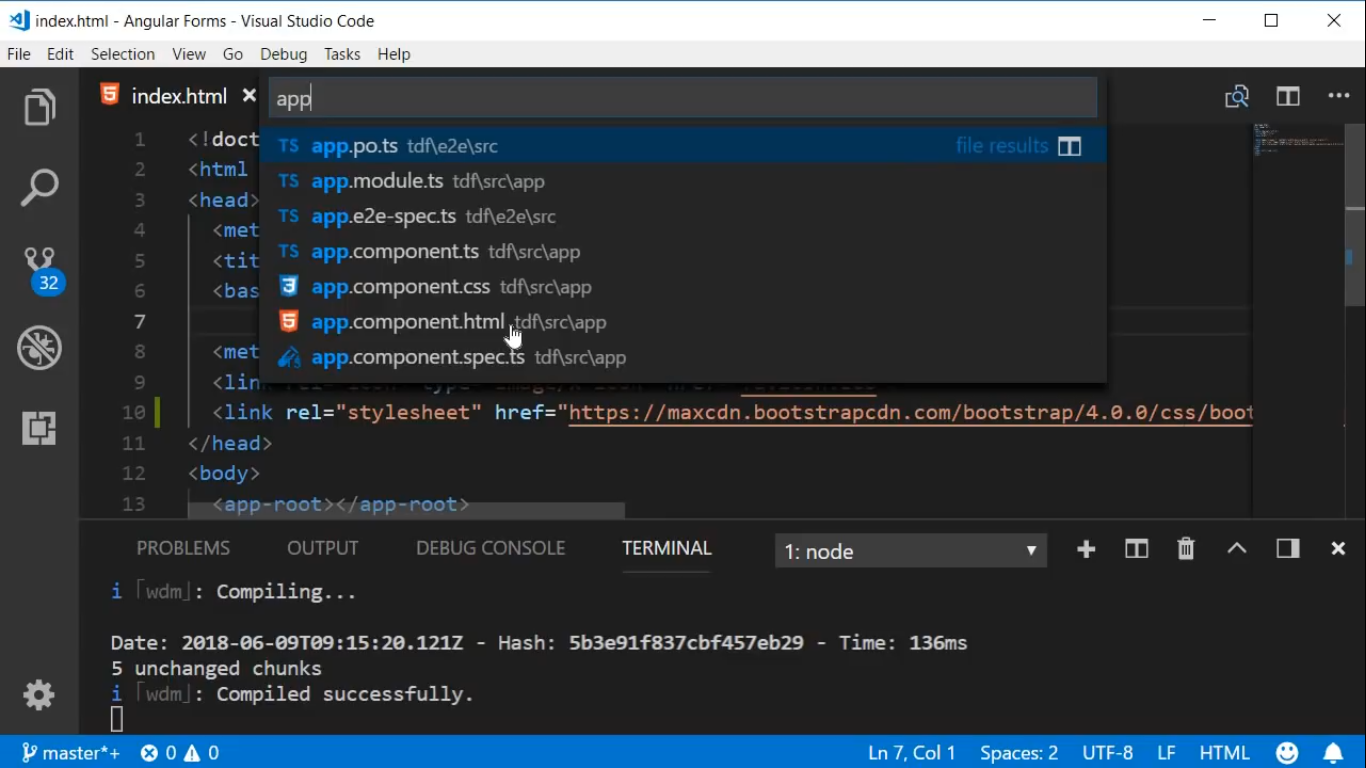 index.html - Angular Forms - Visual Studio Code
File Edit Selection View Go Debug Tasks Help
index.html
app
app.po.ts tdf\e2e\src file results
TS app.module.ts tdf\src\app
TS app.e2e-spec.ts tdf\e2e\src
TS app.component.ts tdf\src\app
app.component.css tdf\src\app
app.component.html tdf\src\app
app.component.spec.ts tdf\src\app
1 <!doct
2 <html
3 <head>
4 <met
5 <tit
6 <bas
7
8 <met
9 <lin
10 <link rel="stylesheet" href="https://maxcdn.bootstrapcdn.com/bootstrap/4.0.0/css/boot
11 </head>
12 <body>
13 <app-root></app-root>
32
PROBLEMS OUTPUT DEBUG CONSOLE TERMINAL 1: node
i 「wdm」: Compiling...
Date: 2018-06-09T09:15:20.121Z - Hash: 5b3e91f837cbf457eb29 - Time: 136ms
5 unchanged chunks
i 「wdm」: Compiled successfully.
master*+ 0 0 Ln 7, Col 1 Spaces: 2 UTF-8 LF HTML